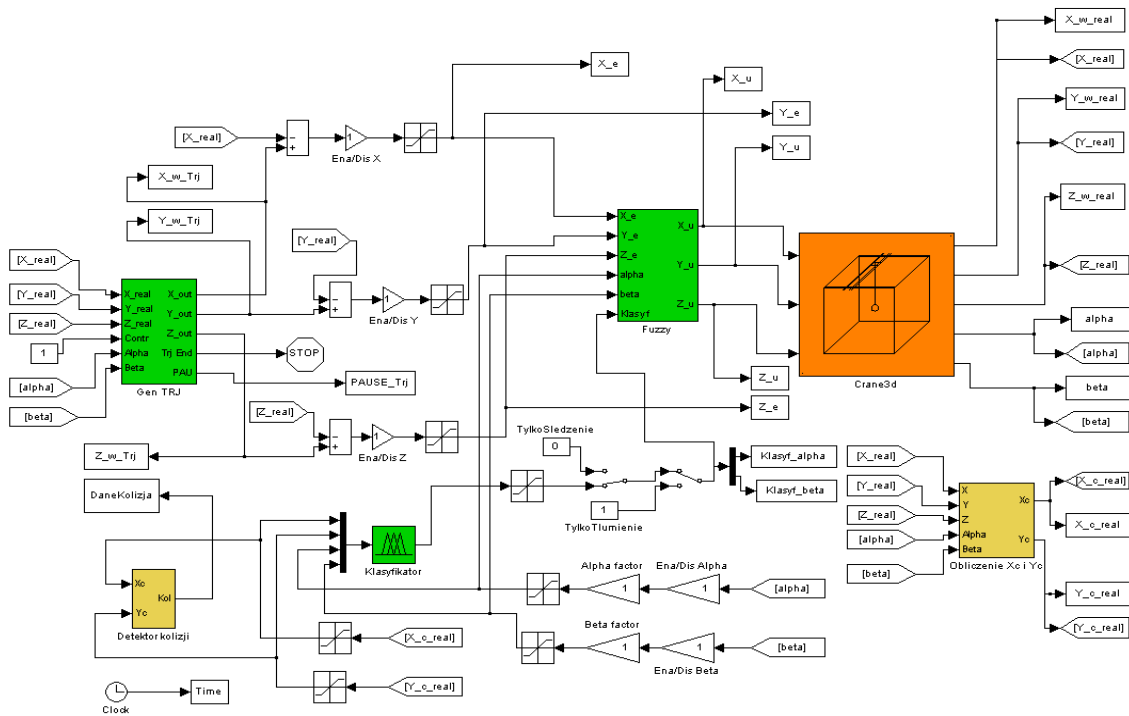 X_w_real
X_e
[X_real]
X_u
Y_w_real
Y_e
[X_real]
−
+
1
Ena/Dis X
[Y_real]
Y_u
X_w_Trj
Z_w_real
Y_w_Trj
[Y_real]
X_e
Y_e
Z_e
alpha
beta
Klasyf
X_u
Y_u
Z_u
Fuzzy
[X_real]
[Y_real]
[Z_real]
1
[alpha]
[beta]
X_real
Y_real
Z_real
Contr
Alpha
Beta
X_out
Y_out
Z_out
Trj End
PAU
Gen TRJ
−
+
1
Ena/Dis Y
[Z_real]
STOP
PAUSE_Trj
Crane3d
alpha
[alpha]
beta
[beta]
Z_u
Z_e
[Z_real]
−
+
1
Ena/Dis Z
Z_w_Trj
TylkoSledzenie
0
1
TylkoTlumienie
Klasyf_alpha
Klasyf_beta
DaneKolizja
Klasyfikator
[X_real]
[Y_real]
[Z_real]
[alpha]
[beta]
X
Y
Z
Alpha
Beta
Xc
Yc
Obliczenie Xc i Yc
[X_c_real]
X_c_real
Y_c_real
[Y_c_real]
Xc
Yc
Kol
Detektor kolizji
Alpha factor
Ena/Dis Alpha
1
1
[alpha]
Beta factor
[X_c_real]
1
1
[beta]
Ena/Dis Beta
[Y_c_real]
Time
Clock